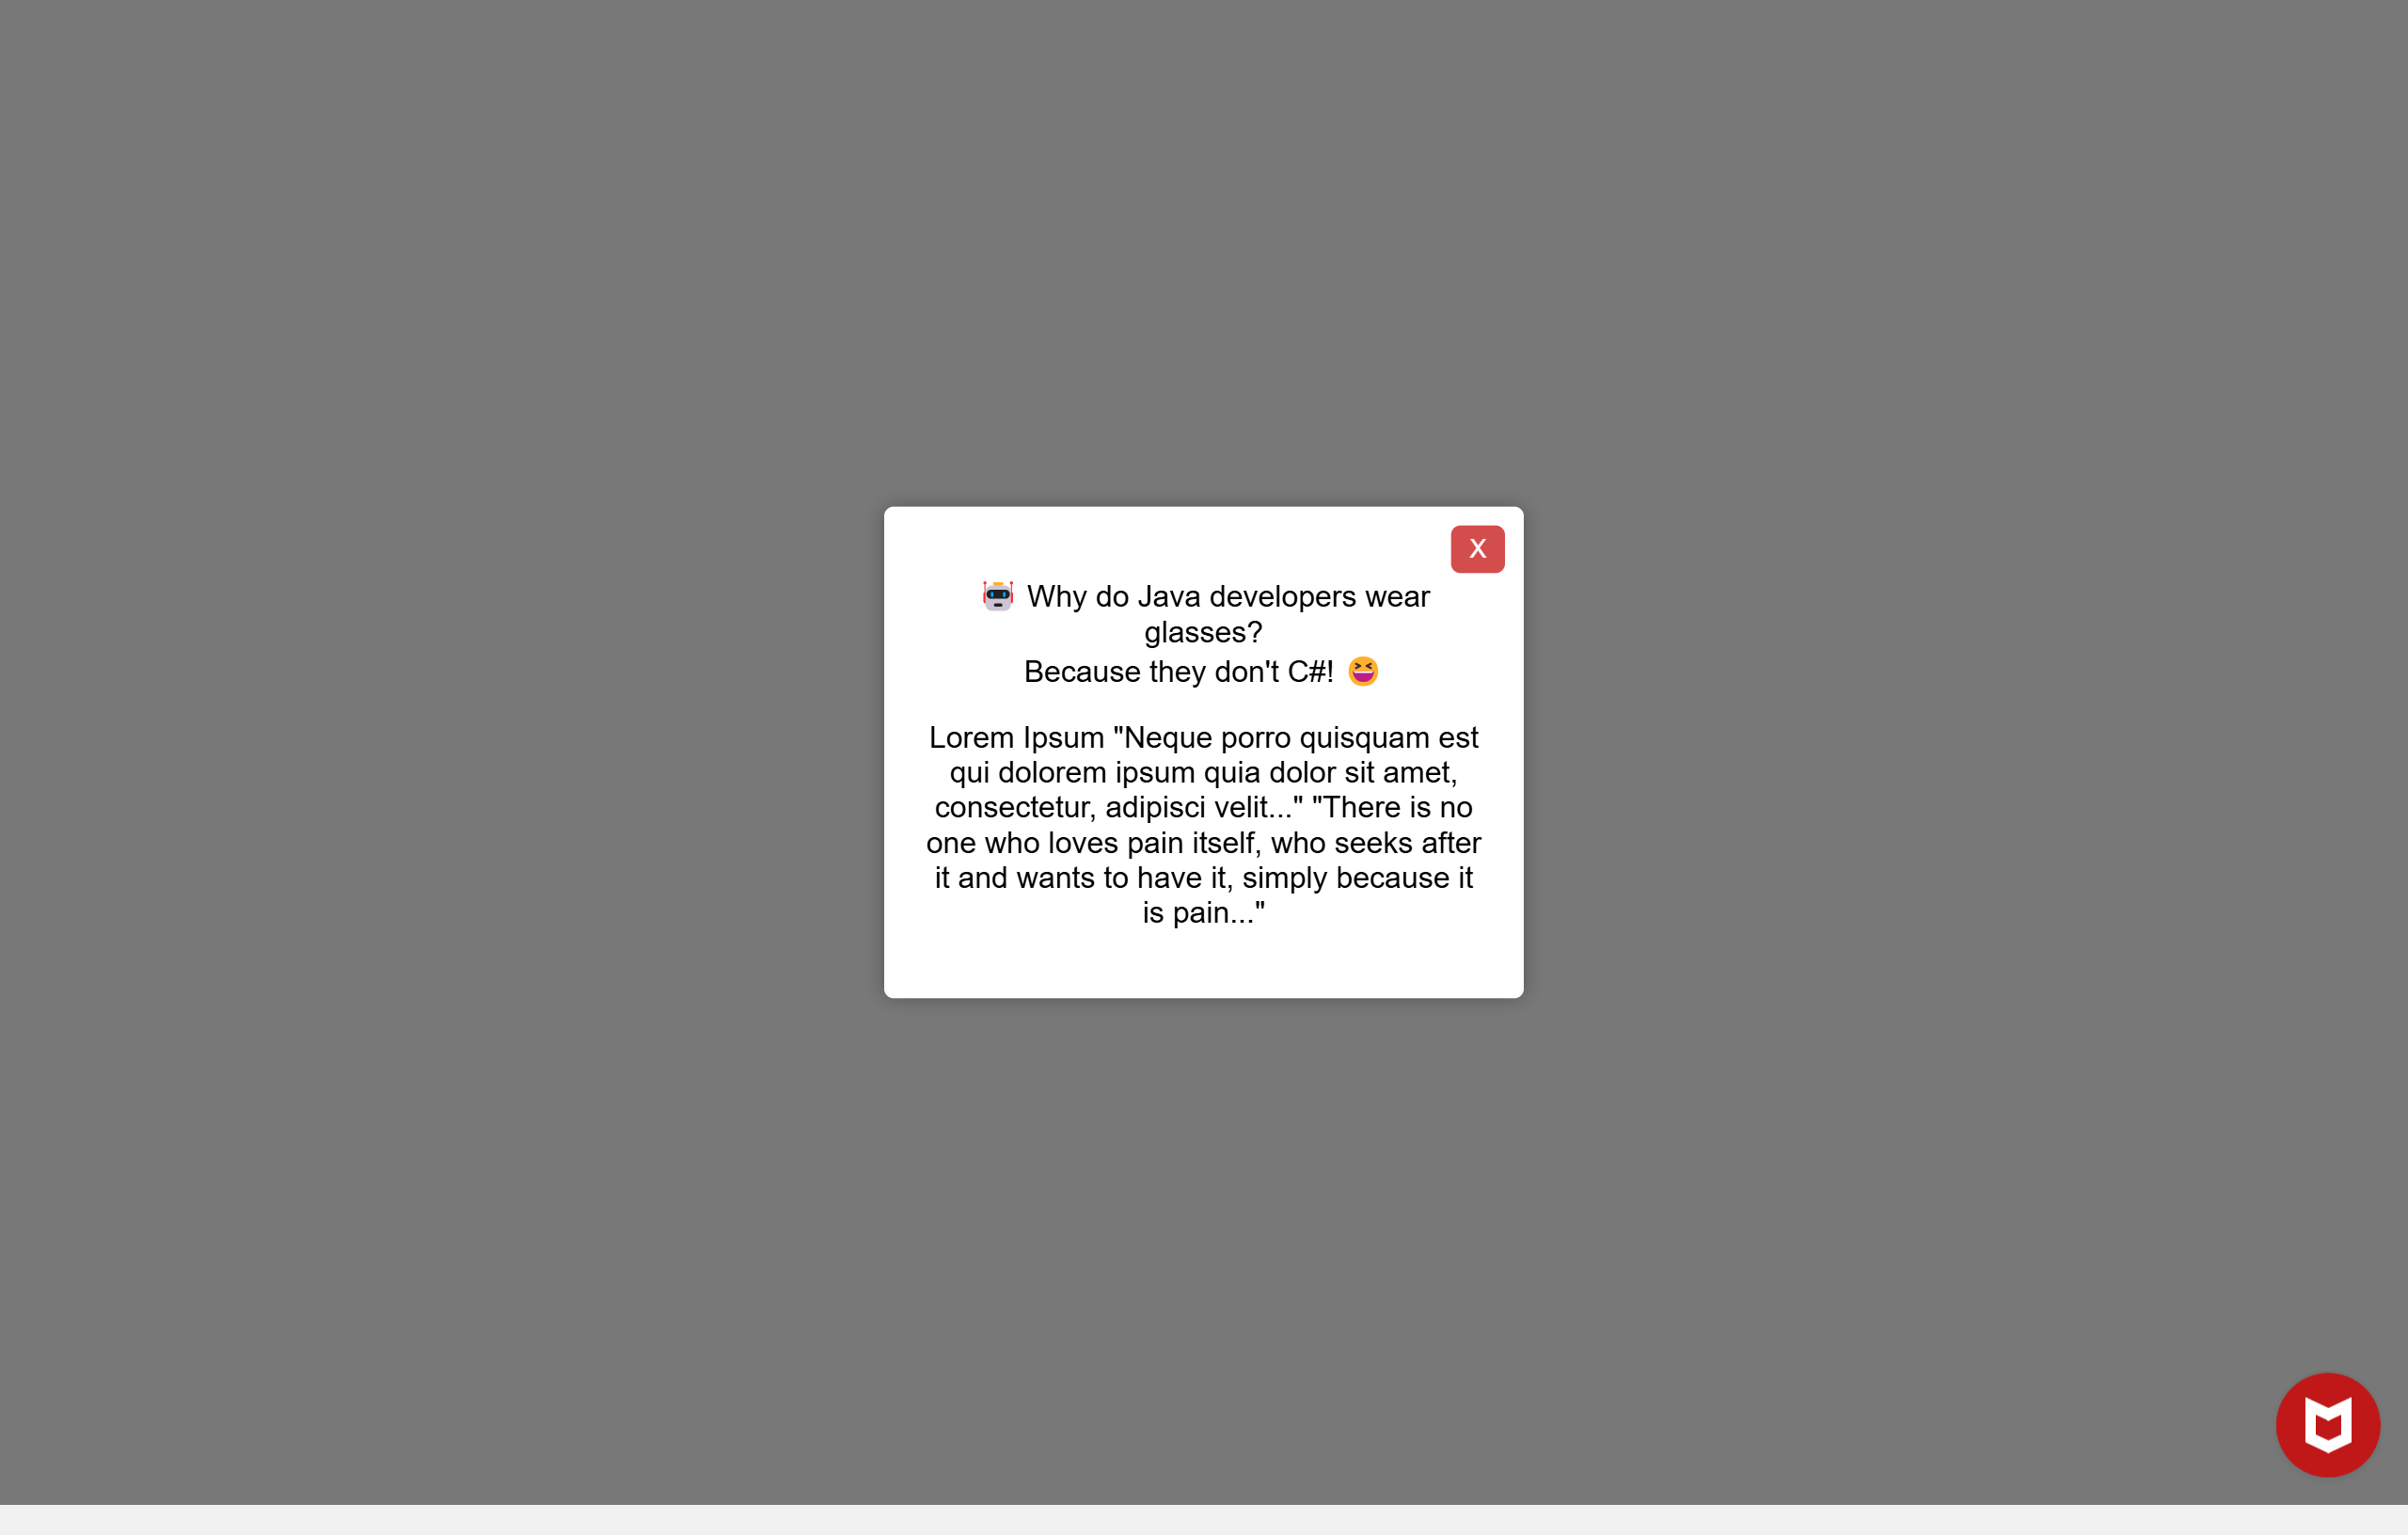 X
🤖 Why do Java developers wear
glasses?
Because they don't C#! 😆
Lorem Ipsum "Neque porro quisquam est
qui dolorem ipsum quia dolor sit amet,
consectetur, adipisci velit..." "There is no
one who loves pain itself, who seeks after
it and wants to have it, simply because it
is pain..."